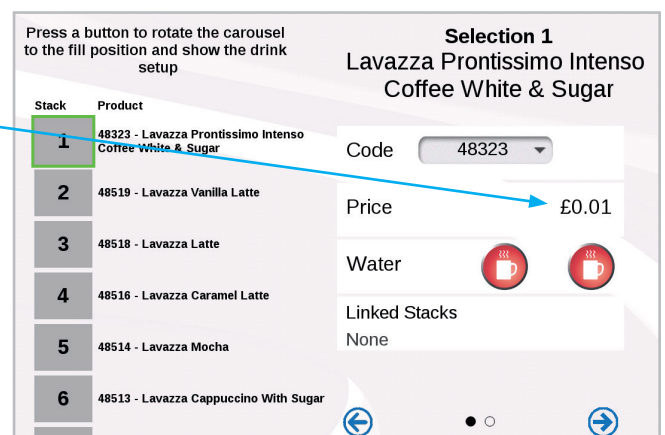 Press a button to rotate the carousel
to the fill position and show the drink
setup
Stack Product
1 48323 - Lavazza Prontissimo Intenso
Coffee White & Sugar
2 48519 - Lavazza Vanilla Latte
3 48518 - Lavazza Latte
4 48516 - Lavazza Caramel Latte
5 48514 - Lavazza Mocha
6 48513 - Lavazza Cappuccino With Sugar
Selection 1
Lavazza Prontissimo Intenso
Coffee White & Sugar
Code 48323
Price £0.01
Water
Linked Stacks
None